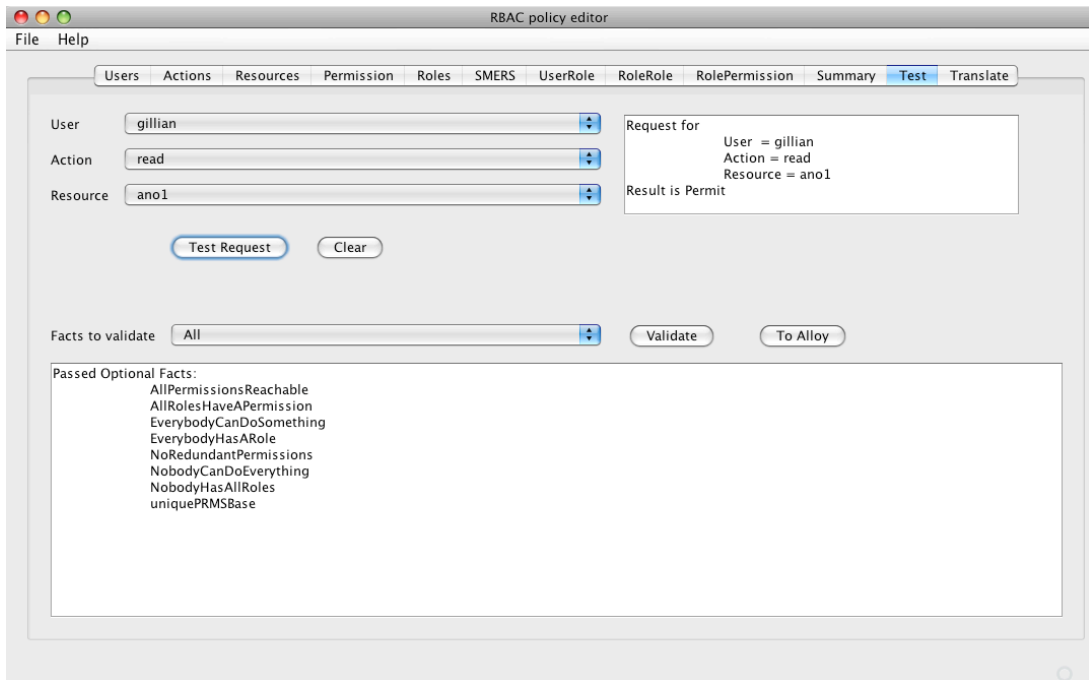 RBAC policy editor
File Help
Users Actions Resources Permission Roles SMERS UserRole RoleRole RolePermission Summary Test Translate
User gillian
Action read
Resource ano1
Request for
User = gillian
Action = read
Resource = ano1
Result is Permit
Test Request Clear
Facts to validate All Validate To Alloy
Passed Optional Facts:
AllPermissionsReachable
AllRolesHaveAPermission
EverybodyCanDoSomething
EverybodyHasARole
NoRedundantPermissions
NobodyCanDoEverything
NobodyHasAllRoles
uniquePRMSBase